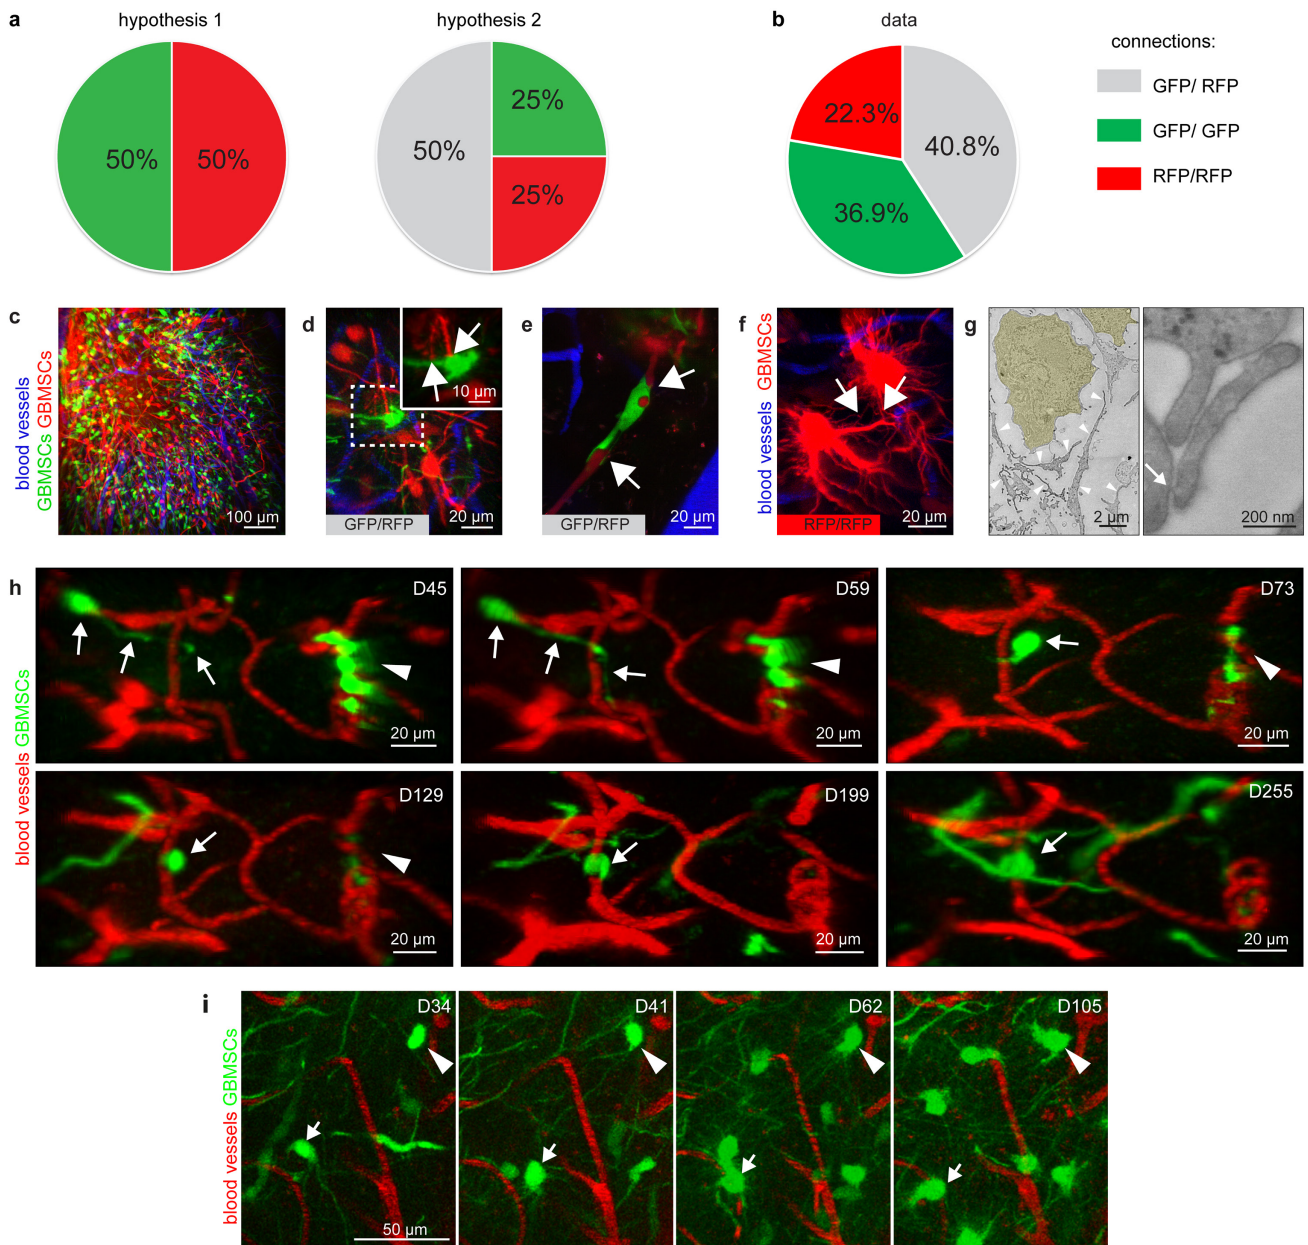 a
hypothesis 1
hypothesis 2
50%
50%
50%
25%
25%
b
data
22.3%
40.8%
36.9%
connections:
GFP/ RFP
GFP/ GFP
RFP/RFP
c
blood vessels
GBMSCs GBMSCs
100 µm
d
10 µm
GFP/RFP
20 µm
e
GFP/RFP
20 µm
f
blood vessels GBMSCs
RFP/RFP
20 µm
g
2 µm
200 nm
h
blood vessels GBMSCs
D45
20 µm
D59
20 µm
D73
20 µm
D129
20 µm
D199
20 µm
D255
20 µm
i
blood vessels GBMSCs
D34
50 µm
D41
D62
D105